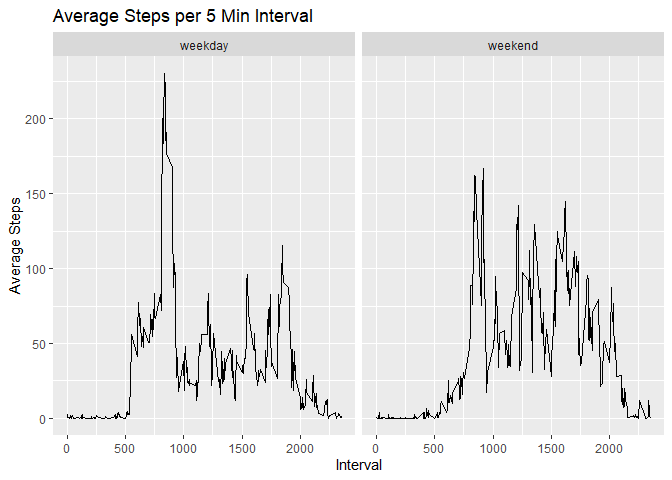 Average Steps per 5 Min Interval
weekday weekend
200
150
100
50
0
Average Steps
0 500 1000 1500 2000 0 500 1000 1500 2000
Interval